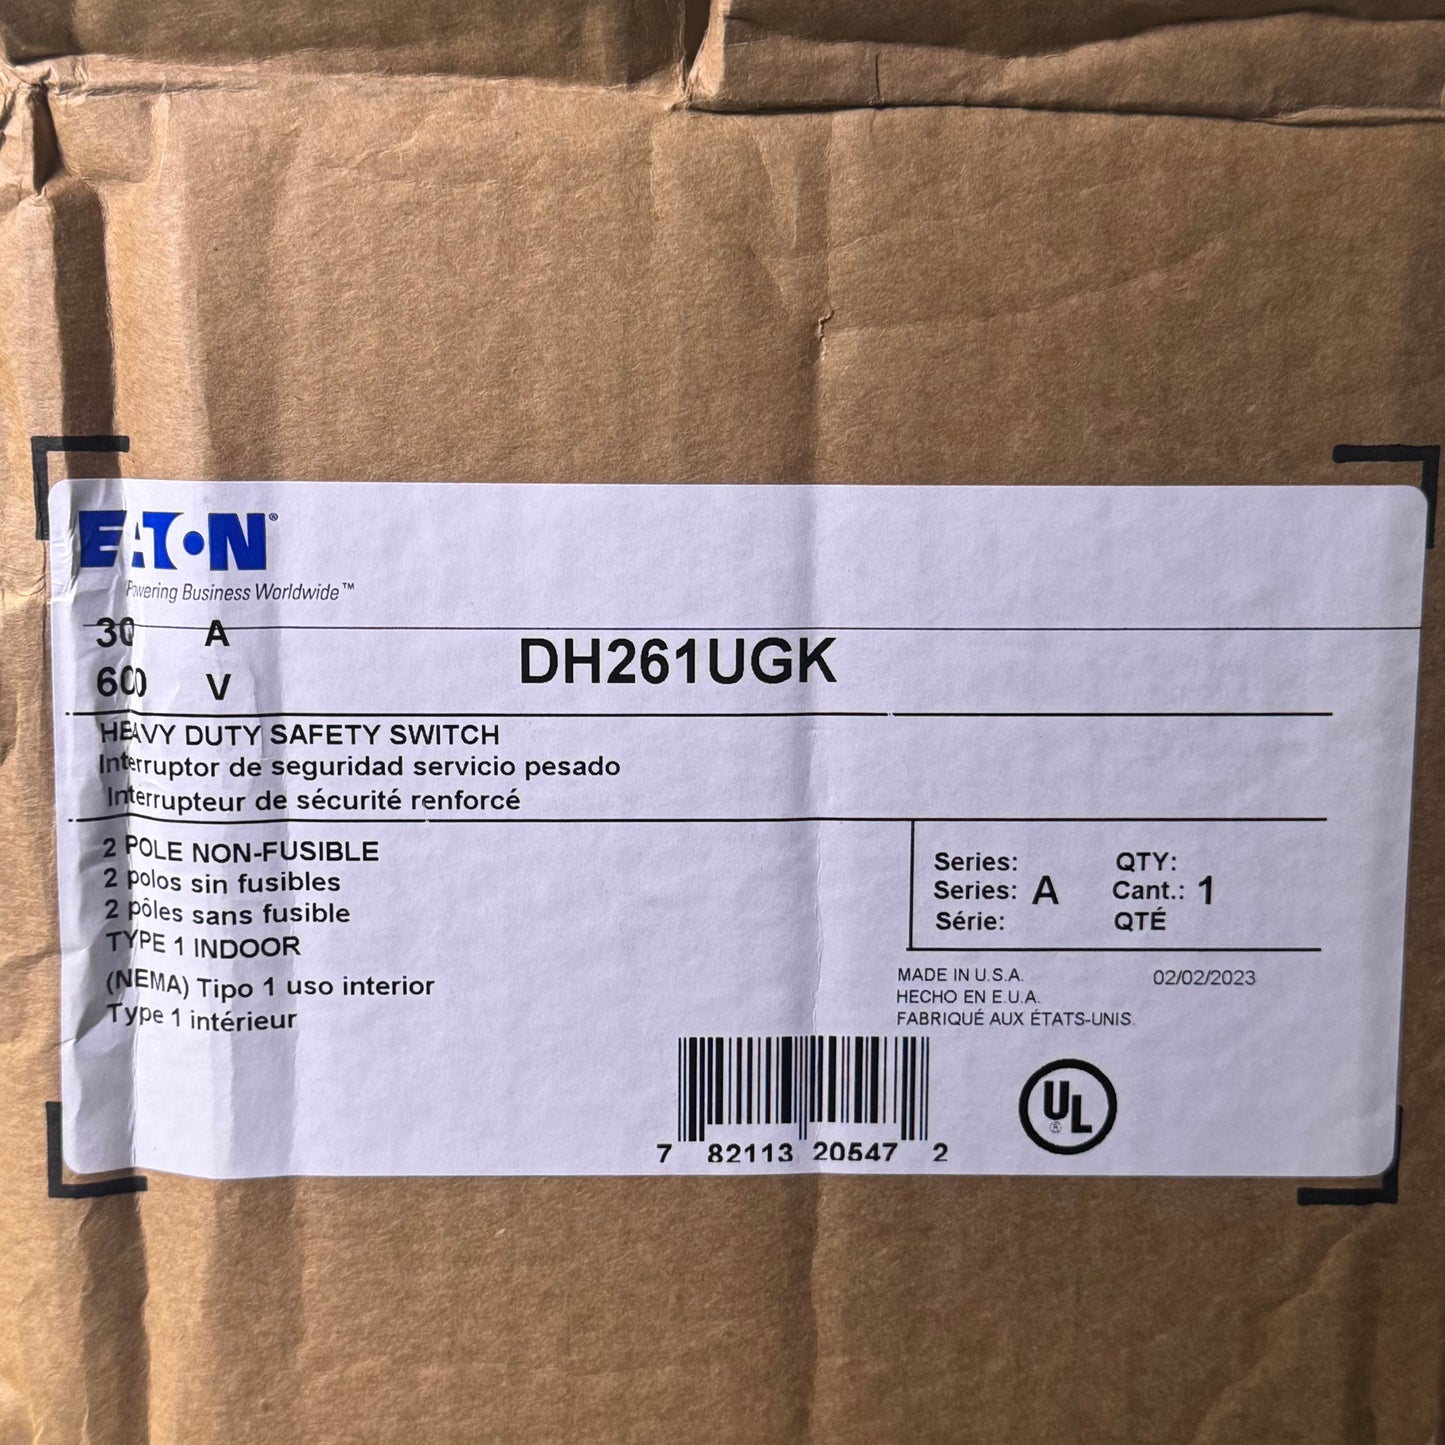 EATON®
Powering Business Worldwide™
30 A
600 V
DH261UGK
HEAVY DUTY SAFETY SWITCH
Interruptor de seguridad servicio pesado
Interrupteur de sécurité renforcé
2 POLE NON-FUSIBLE
2 polos sin fusibles
2 pôles sans fusible
TYPE 1 INDOOR
(NEMA) Tipo 1 uso interior
Type 1 intérieur
Series: QTY:
Series: A Cant.: 1
Série: QTÉ
MADE IN U.S.A. 02/02/2023
HECHO EN E.U.A.
FABRIQUÉ AUX ÉTATS-UNIS.
7 82113 20547 2
UL®